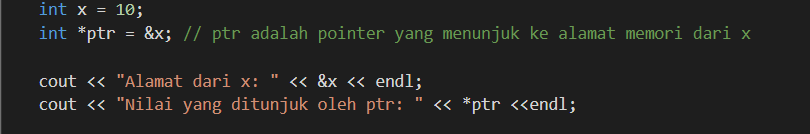 int x = 10;
int *ptr = &x; // ptr adalah pointer yang menunjuk ke alamat memori dari x
cout << "Alamat dari x: " << &x << endl;
cout << "Nilai yang ditunjuk oleh ptr: " << *ptr <<endl;